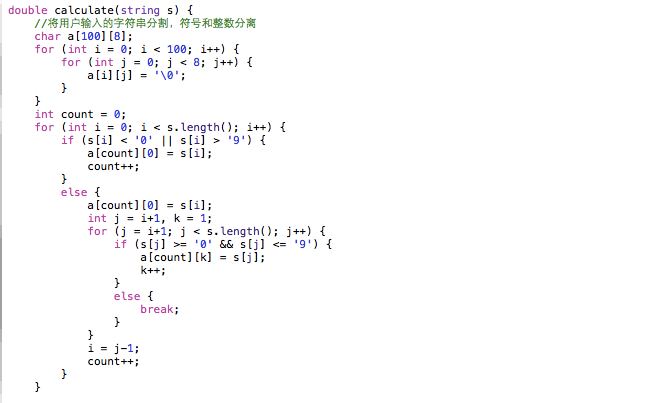 double calculate(string s) {
    //将用户输入的字符串分割，符号和整数分离
    char a[100][8];
    for (int i = 0; i < 100; i++) {
        for (int j = 0; j < 8; j++) {
            a[i][j] = '\0';
        }
    }
    int count = 0;
    for (int i = 0; i < s.length(); i++) {
        if (s[i] < '0' || s[i] > '9') {
            a[count][0] = s[i];
            count++;
        }
        else {
            a[count][0] = s[i];
            int j = i+1, k = 1;
            for (j = i+1; j < s.length(); j++) {
                if (s[j] >= '0' && s[j] <= '9') {
                    a[count][k] = s[j];
                    k++;
                }
                else {
                    break;
                }
            }
            i = j-1;
            count++;
        }
    }